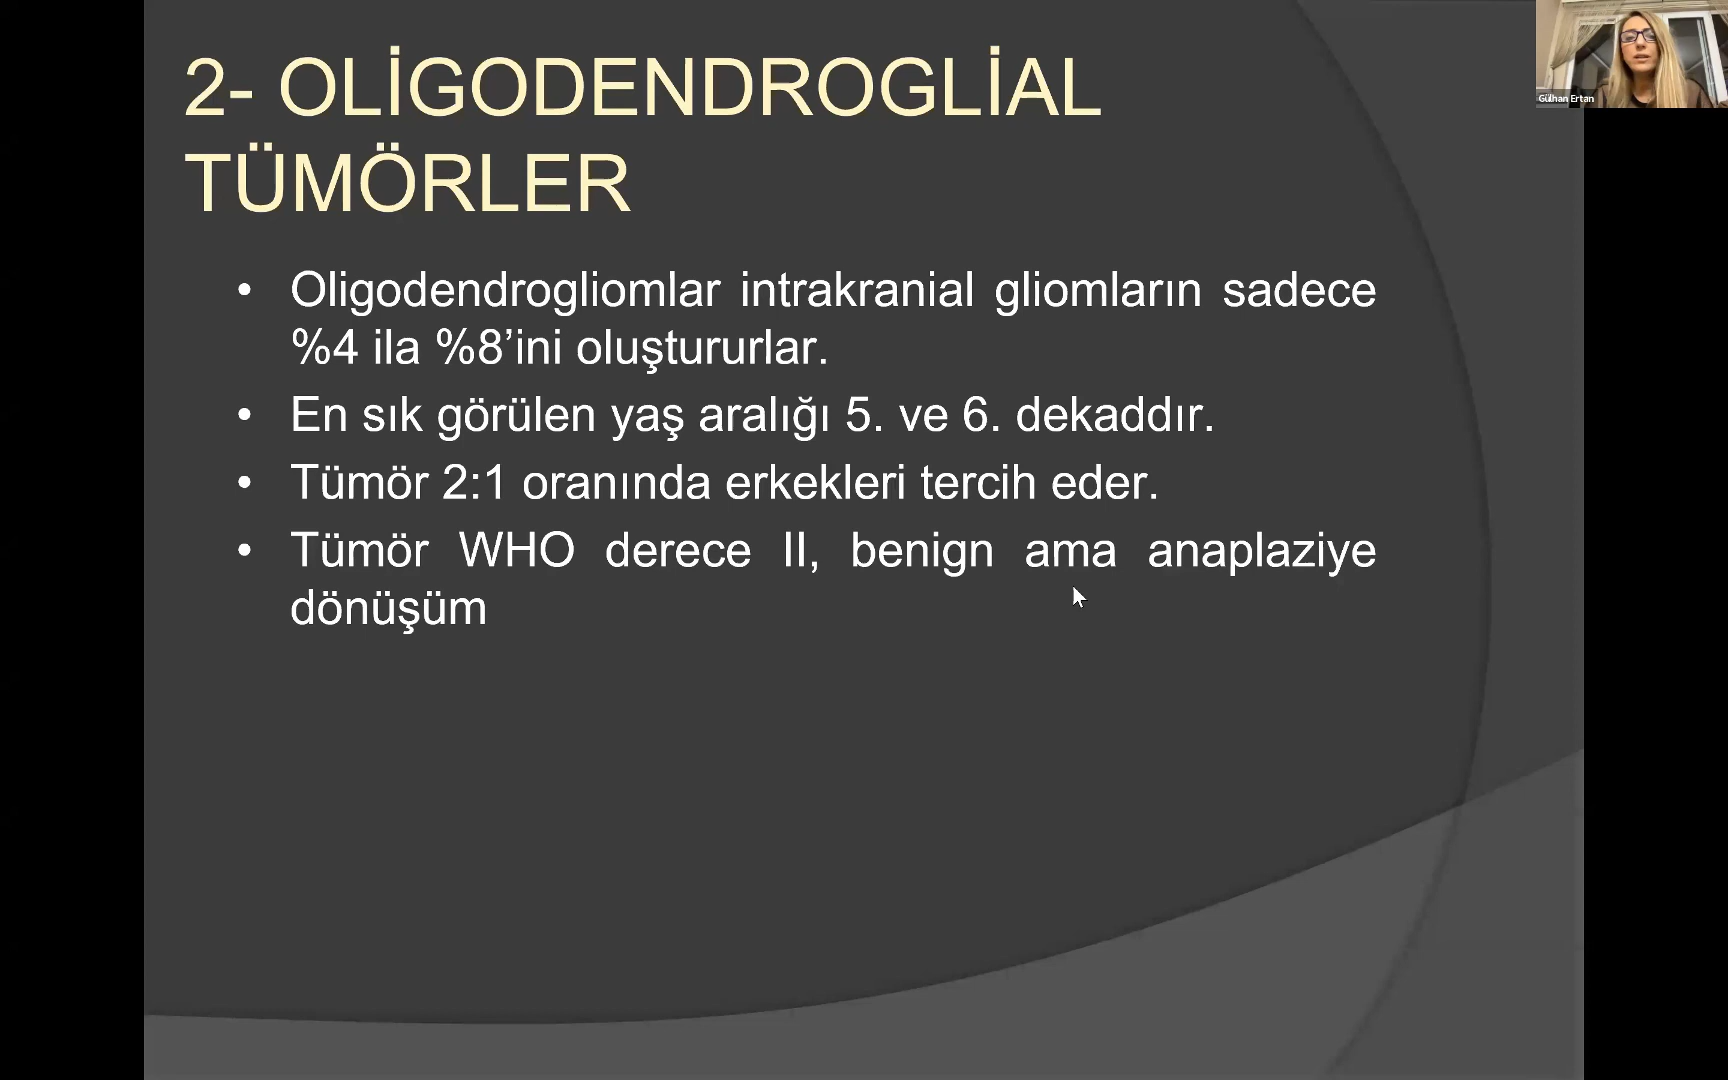 2- OLİGODENDROGLİAL
TÜMÖRLER
• Oligodendrogliomlar intrakranial gliomların sadece
%4 ila %8’ini oluştururlar.
• En sık görülen yaş aralığı 5. ve 6. dekaddır.
• Tümör 2:1 oranında erkekleri tercih eder.
• Tümör WHO derece II, benign ama anaplaziye
dönüşüm
Gülhan Ertan